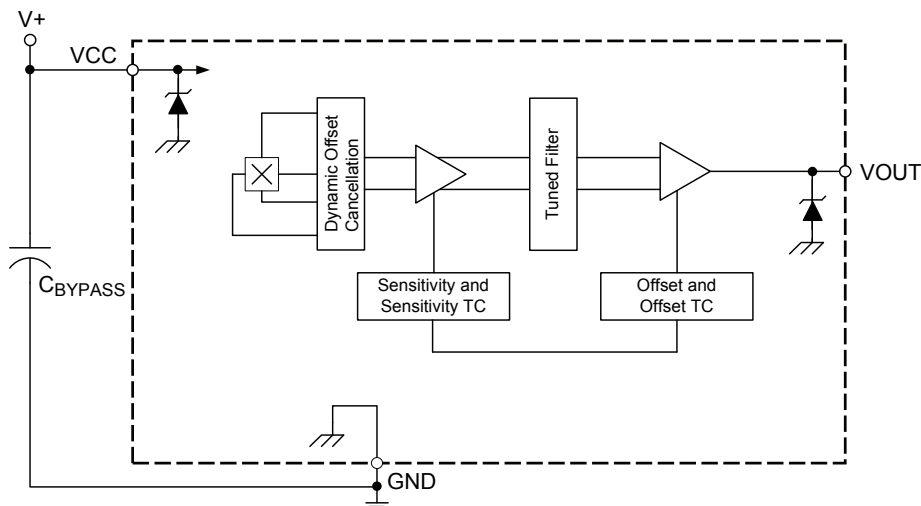 V+
VCC
Dynamic Offset
Cancellation
Tuned Filter
VOUT
CBYPASS
Sensitivity and
Sensitivity TC
Offset and
Offset TC
GND